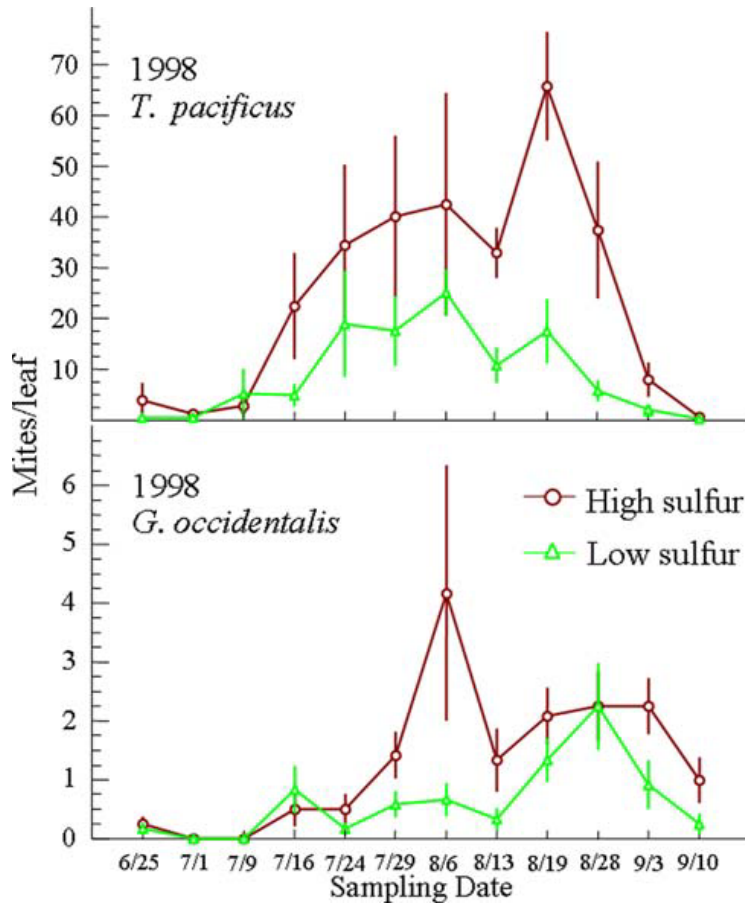 70
60
50
40
30
20
10
1998
T. pacificus
Mites/leaf
6
5
4
3
2
1
0
1998
G. occidentalis
High sulfur
Low sulfur
6/25 7/1 7/9 7/16 7/24 7/29 8/6 8/13 8/19 8/28 9/3 9/10
Sampling Date